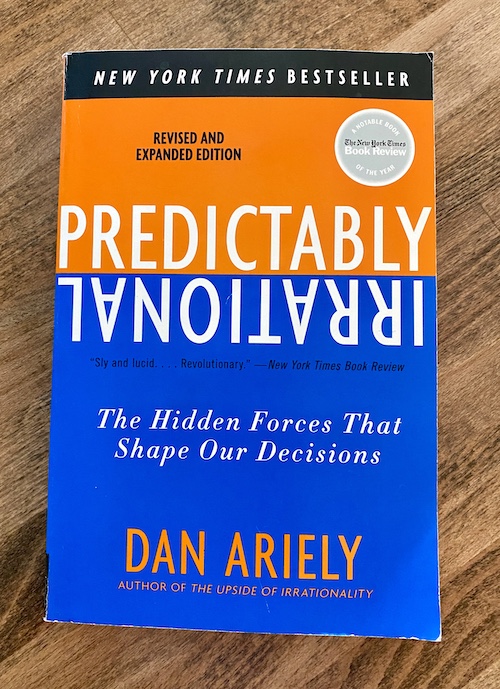 NEW YORK TIMES BESTSELLER
REVISED AND
EXPANDED EDITION
A NOTABLE BOOK
The New York Times
Book Review
OF THE YEAR
PREDICTABLY
IRRATIONAL
"Sly and lucid. . . . Revolutionary." —New York Times Book Review
The Hidden Forces That
Shape Our Decisions
DAN ARIELY
AUTHOR OF THE UPSIDE OF IRRATIONALITY